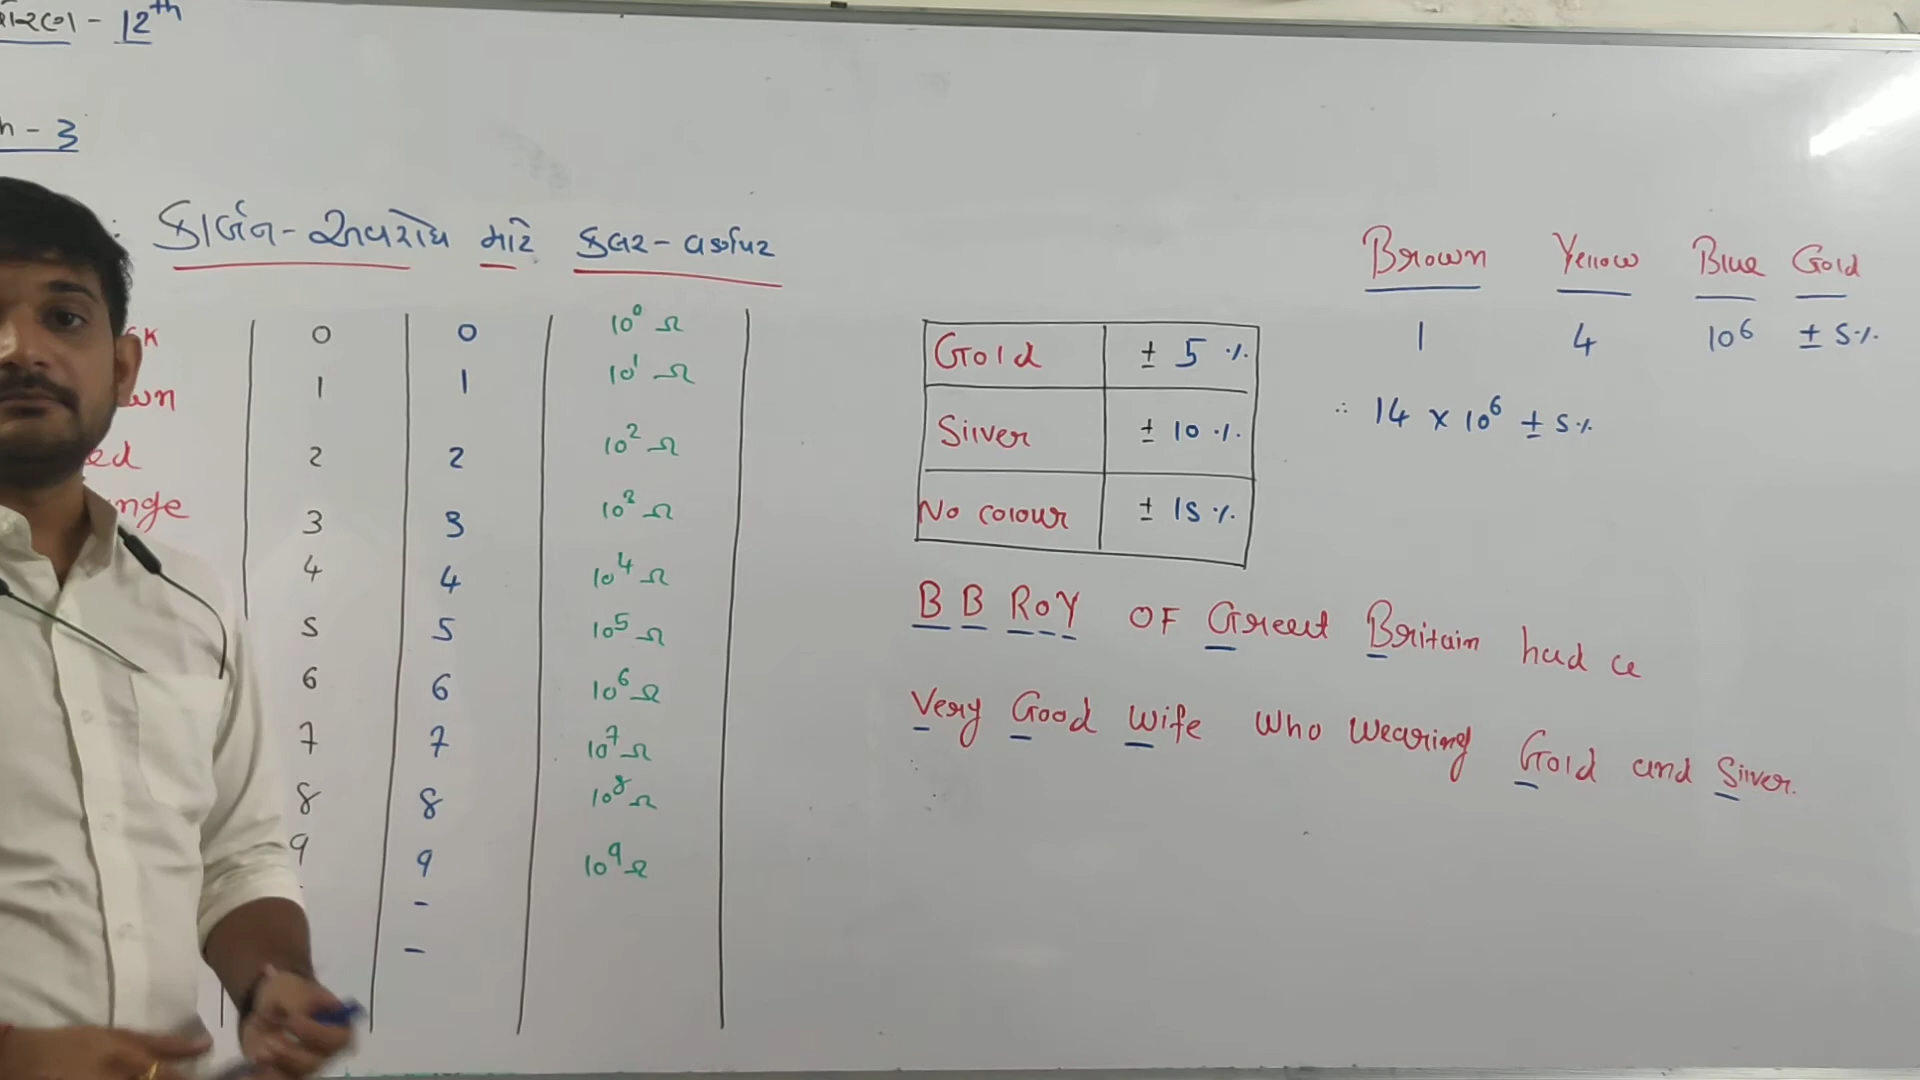 ધોરણ - 12th
h - 3
: કાર્બન - અવરોધ માટે કલર - વર્કાપટ
ck 0 0 10⁰ Ω
wn 1 1 10¹ Ω
ed 2 2 10² Ω
nge 3 3 10³ Ω
4 4 10⁴ Ω
5 5 10⁵ Ω
6 6 10⁶ Ω
7 7 10⁷ Ω
8 8 10⁸ Ω
9 9 10⁹ Ω
-
-
Gold ± 5 %
Silver ± 10 %
No colour ± 15 %
Brown Yellow Blue Gold
1 4 10⁶ ± 5%
∴ 14 × 10⁶ ± 5%
B B RoY OF Great Britain had a
Very Good wife who wearing Gold and Silver.